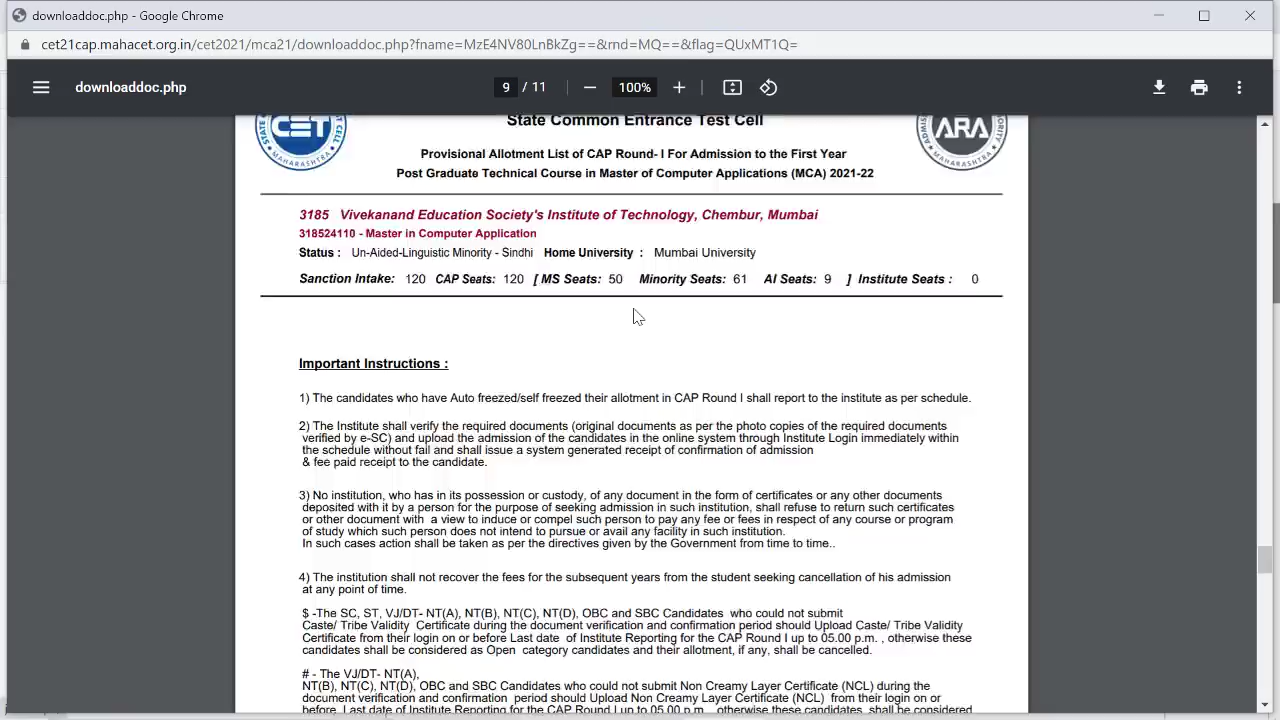 downloaddoc.php - Google Chrome
cet21cap.mahacet.org.in/cet2021/mca21/downloaddoc.php?fname=MzE4NV80LnBkZg==&rnd=MQ==&flag=QUxMT1Q=
downloaddoc.php
9 / 11
100%
State Common Entrance Test Cell
CET
ARA
MAHARASHTRA
Provisional Allotment List of CAP Round- I For Admission to the First Year
Post Graduate Technical Course in Master of Computer Applications (MCA) 2021-22
3185 Vivekanand Education Society's Institute of Technology, Chembur, Mumbai
318524110 - Master in Computer Application
Status : Un-Aided-Linguistic Minority - Sindhi Home University : Mumbai University
Sanction Intake: 120 CAP Seats: 120 [ MS Seats: 50 Minority Seats: 61 AI Seats: 9 ] Institute Seats : 0
Important Instructions :
1) The candidates who have Auto freezed/self freezed their allotment in CAP Round I shall report to the institute as per schedule.
2) The Institute shall verify the required documents (original documents as per the photo copies of the required documents
verified by e-SC) and upload the admission of the candidates in the online system through Institute Login immediately within
the schedule without fail and shall issue a system generated receipt of confirmation of admission
& fee paid receipt to the candidate.
3) No institution, who has in its possession or custody, of any document in the form of certificates or any other documents
deposited with it by a person for the purpose of seeking admission in such institution, shall refuse to return such certificates
or other document with a view to induce or compel such person to pay any fee or fees in respect of any course or program
of study which such person does not intend to pursue or avail any facility in such institution.
In such cases action shall be taken as per the directives given by the Government from time to time..
4) The institution shall not recover the fees for the subsequent years from the student seeking cancellation of his admission
at any point of time.
$ -The SC, ST, VJ/DT- NT(A), NT(B), NT(C), NT(D), OBC and SBC Candidates who could not submit
Caste/ Tribe Validity Certificate during the document verification and confirmation period should Upload Caste/ Tribe Validity
Certificate from their login on or before Last date of Institute Reporting for the CAP Round I up to 05.00 p.m. , otherwise these
candidates shall be considered as Open category candidates and their allotment, if any, shall be cancelled.
# - The VJ/DT- NT(A),
NT(B), NT(C), NT(D), OBC and SBC Candidates who could not submit Non Creamy Layer Certificate (NCL) during the
document verification and confirmation period should Upload Non Creamy Layer Certificate (NCL) from their login on or
before Last date of Institute Reporting for the CAP Round I up to 05.00 p.m. , otherwise these candidates shall be considered